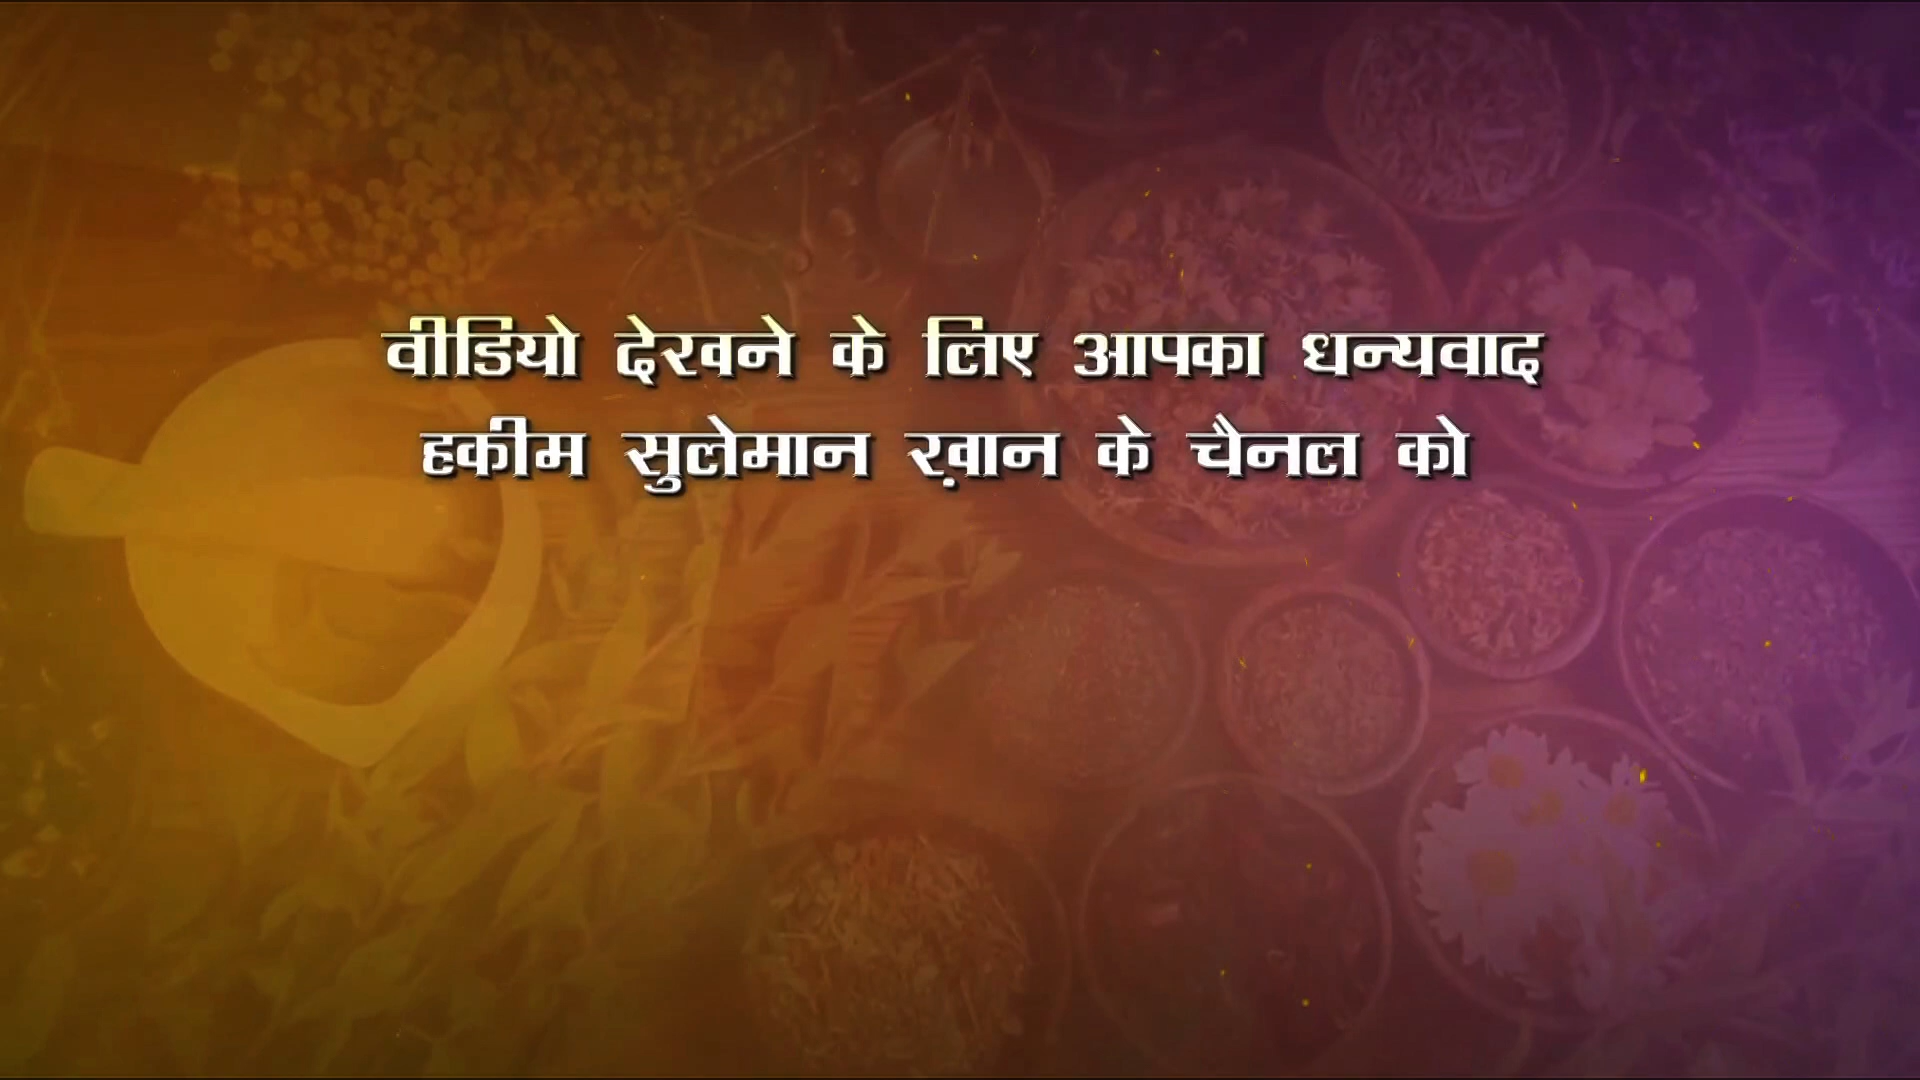 वीडियो देखने के लिए आपका धन्यवाद
हकीम सुलेमान ख़ान के चैनल को